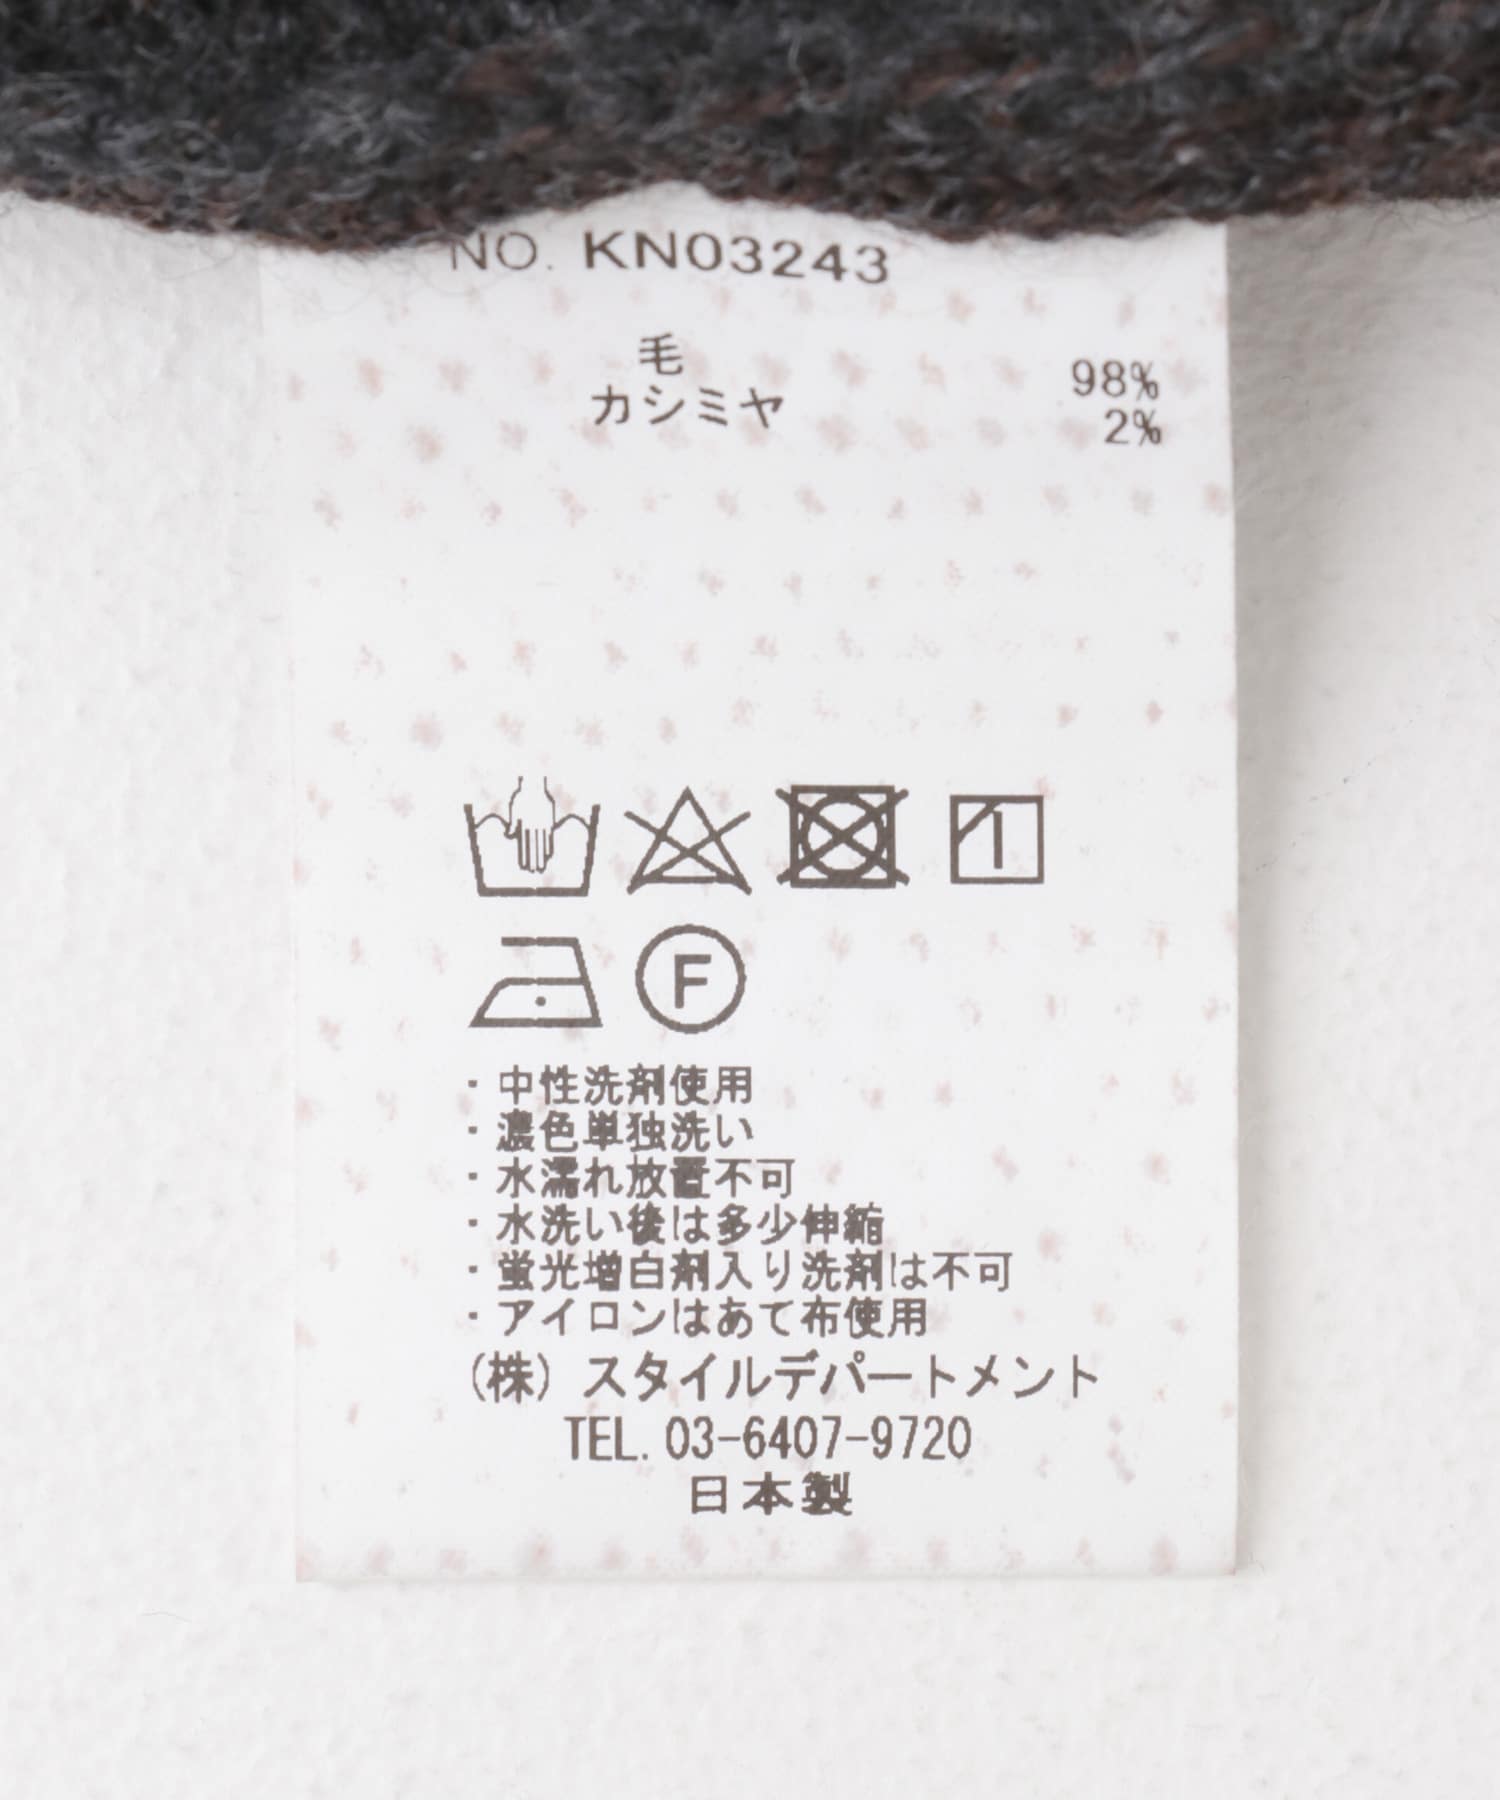 NO. KN03243
毛 98%
カシミヤ 2%
F
・中性洗剤使用
・濃色単独洗い
・水濡れ放置不可
・水洗い後は多少伸縮
・蛍光増白剤入り洗剤は不可
・アイロンはあて布使用
(株) スタイルデパートメント
TEL. 03-6407-9720
日本製